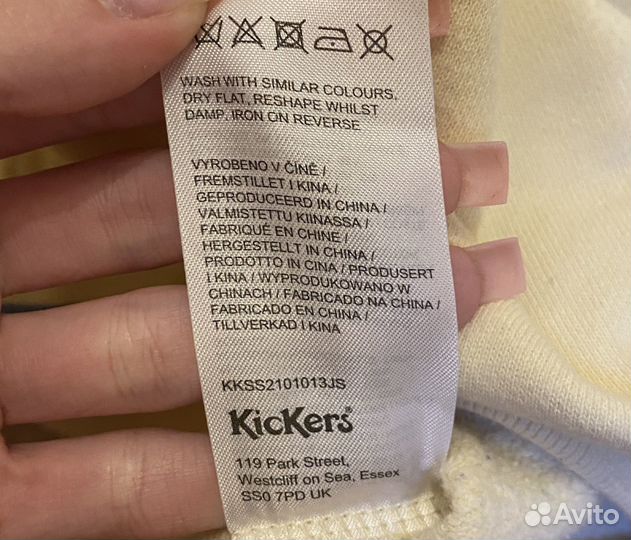 WASH WITH SIMILAR COLOURS.
DRY FLAT, RESHAPE WHILST
DAMP. IRON ON REVERSE
VYROBENO V ČÍNĚ /
FREMSTILLET I KINA /
GEPRODUCEERD IN CHINA /
VALMISTETTU KIINASSA /
FABRIQUÉ EN CHINE /
HERGESTELLT IN CHINA /
PRODOTTO IN CINA / PRODUSERT
I KINA / WYPRODUKOWANO W
CHINACH / FABRICADO NA CHINA /
FABRICADO EN CHINA /
TILLVERKAD I KINA
KKSS2101013JS
KicKers
119 Park Street,
Westcliff on Sea, Essex
SS0 7PD UK
Avito